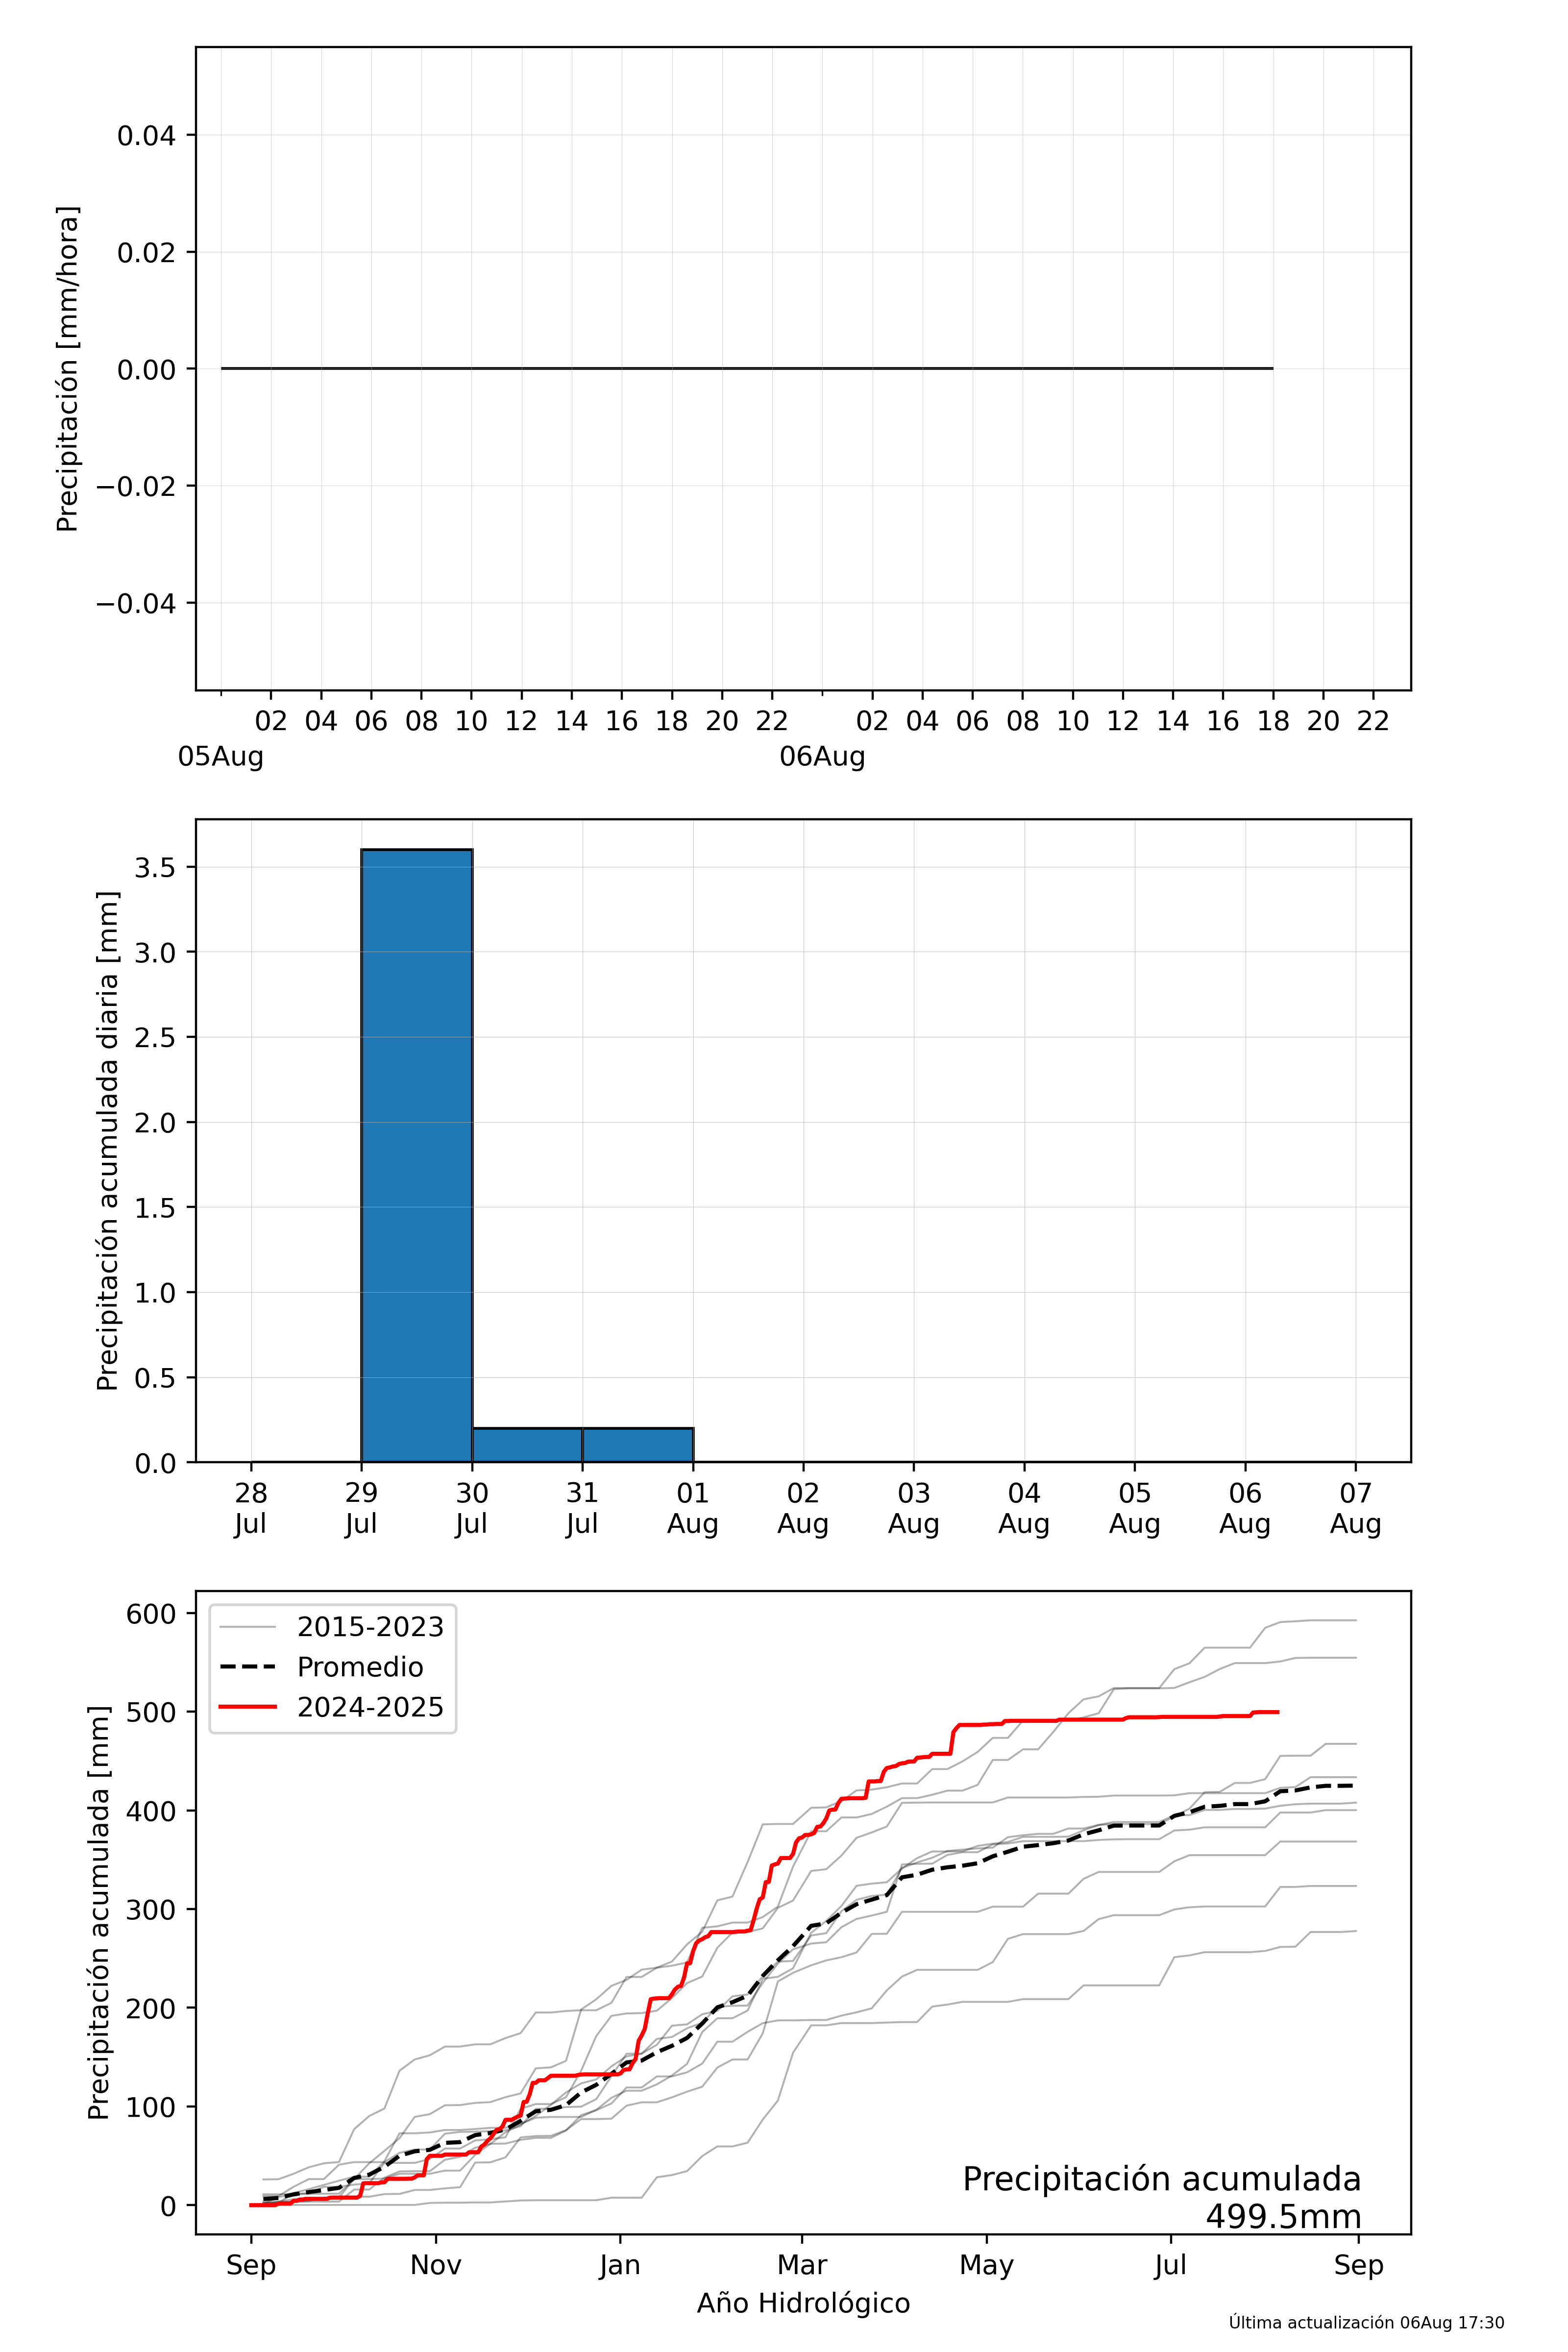 0.04
0.02
0.00
−0.02
−0.04
Precipitación [mm/hora]
02 04 06 08 10 12 14 16 18 20 22 02 04 06 08 10 12 14 16 18 20 22
05Aug 06Aug
3.5
3.0
2.5
2.0
1.5
1.0
0.5
0.0
Precipitación acumulada diaria [mm]
28 29 30 31 01 02 03 04 05 06 07
Jul Jul Jul Jul Aug Aug Aug Aug Aug Aug Aug
600
500
400
300
200
100
0
Precipitación acumulada [mm]
2015-2023
Promedio
2024-2025
Precipitación acumulada
499.5mm
Sep Nov Jan Mar May Jul Sep
Año Hidrológico
Última actualización 06Aug 17:30